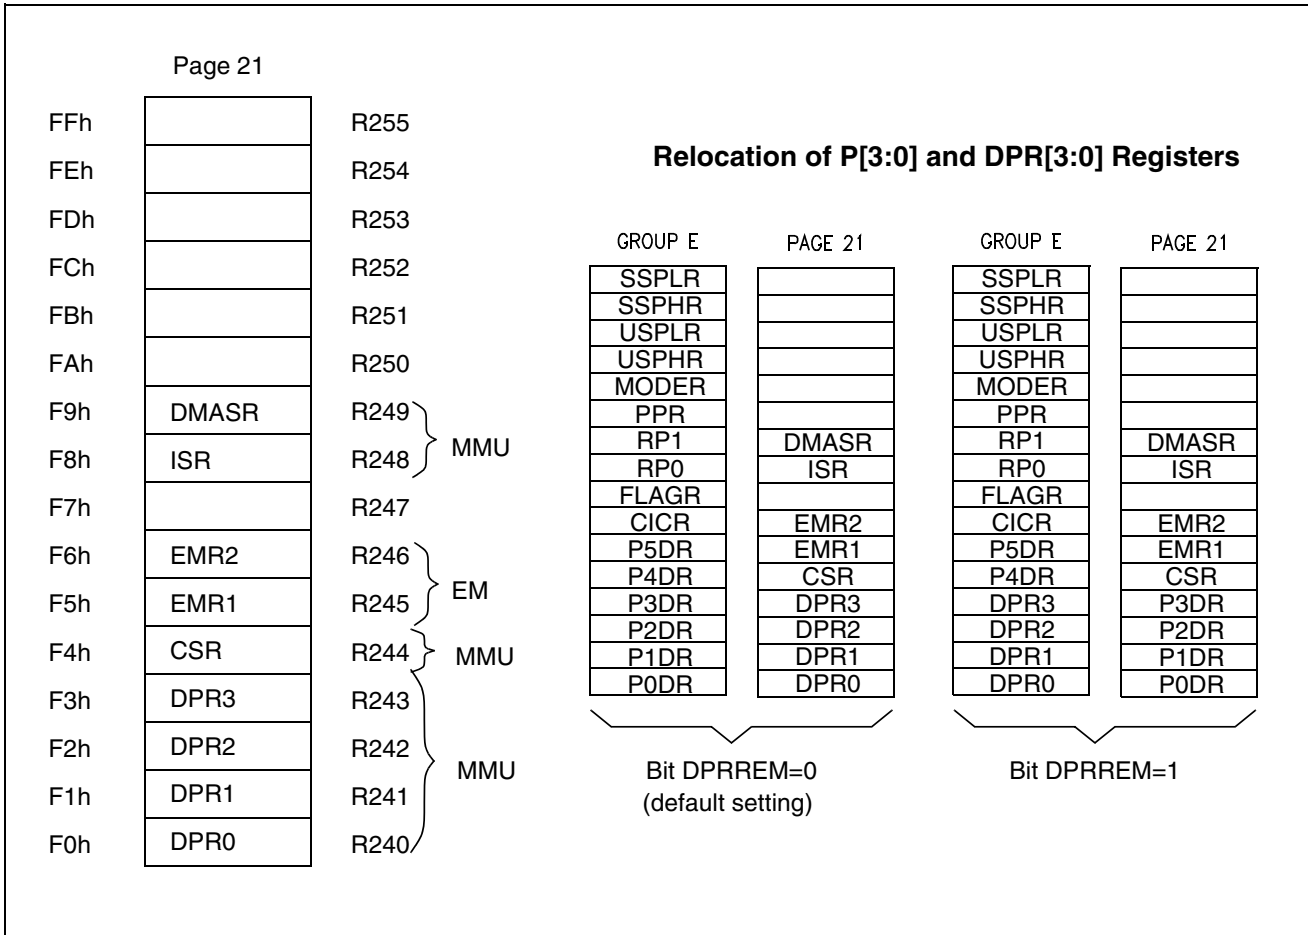 Page 21
FFh R255
FEh R254
FDh R253
FCh R252
FBh R251
FAh R250
F9h DMASR R249
F8h ISR R248
MMU
F7h R247
F6h EMR2 R246
F5h EMR1 R245
EM
F4h CSR R244 MMU
F3h DPR3 R243
F2h DPR2 R242
F1h DPR1 R241
F0h DPR0 R240
MMU
Relocation of P[3:0] and DPR[3:0] Registers
GROUP E PAGE 21 GROUP E PAGE 21
SSPLR SSPLR
SSPHR SSPHR
USPLR USPLR
USPHR USPHR
MODER MODER
PPR PPR
RP1 DMASR RP1 DMASR
RP0 ISR RP0 ISR
FLAGR FLAGR
CICR EMR2 CICR EMR2
P5DR EMR1 P5DR EMR1
P4DR CSR P4DR CSR
P3DR DPR3 DPR3 P3DR
P2DR DPR2 DPR2 P2DR
P1DR DPR1 DPR1 P1DR
P0DR DPR0 DPR0 P0DR
Bit DPRREM=0 Bit DPRREM=1
(default setting)